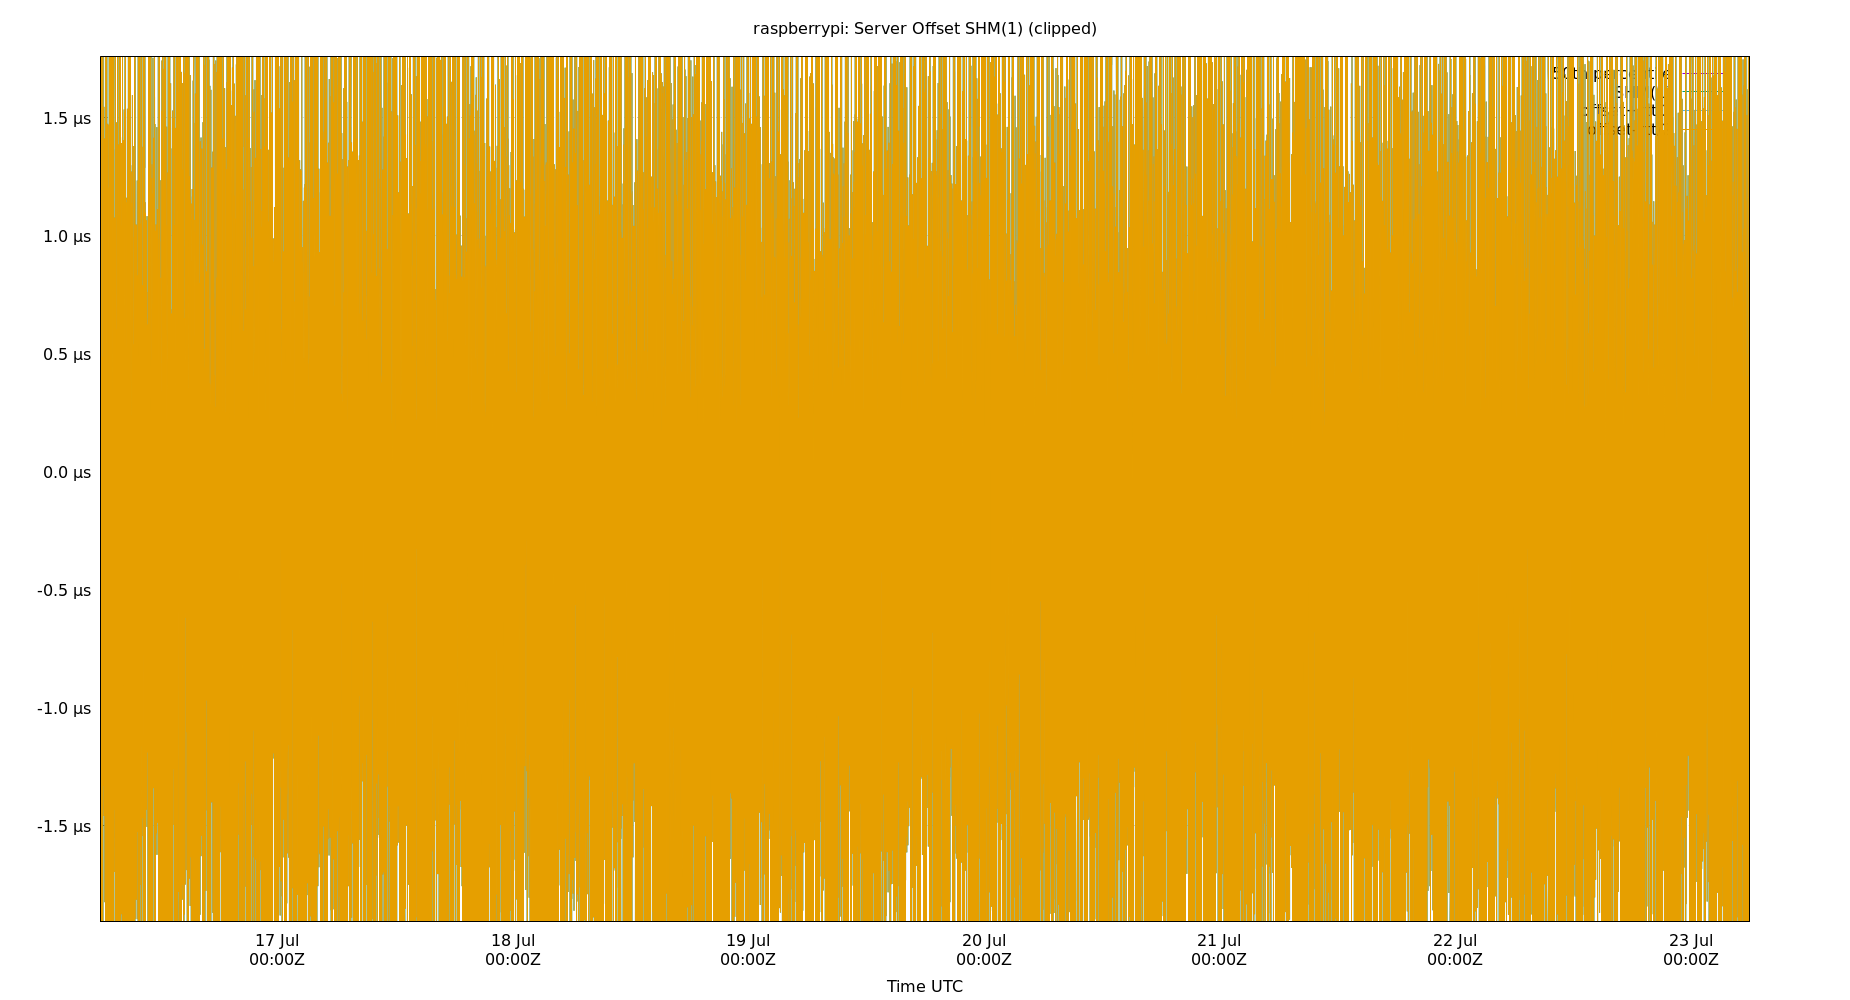 raspberrypi: Server Offset SHM(1) (clipped)
1.5 µs
1.0 µs
0.5 µs
0.0 µs
-0.5 µs
-1.0 µs
-1.5 µs
17 Jul 18 Jul 19 Jul 20 Jul 21 Jul 22 Jul 23 Jul
00:00Z 00:00Z 00:00Z 00:00Z 00:00Z 00:00Z 00:00Z
Time UTC